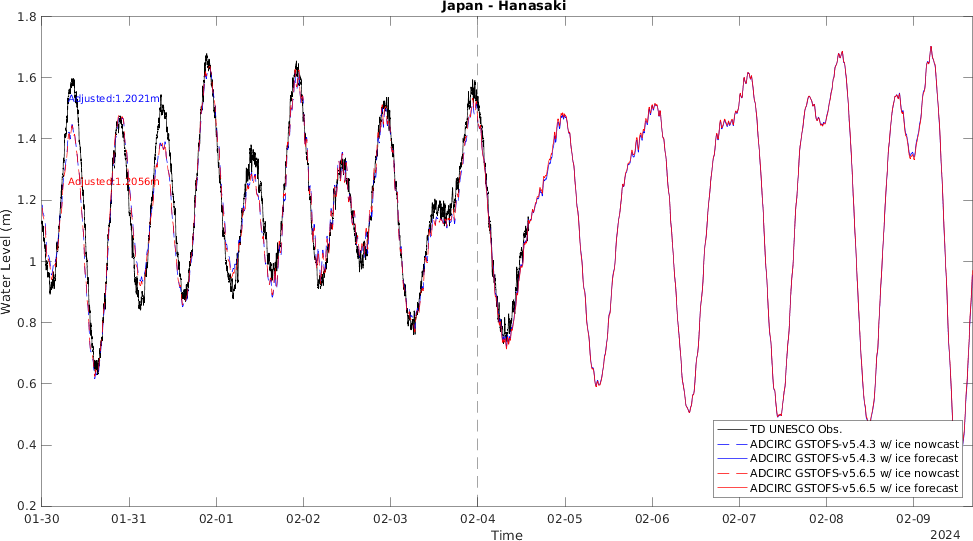 Japan - Hanasaki
1.8
1.6
1.4
1.2
1
0.8
0.6
0.4
0.2
Water Level (m)
Adjusted:1.2021m
Adjusted:1.2056m
TD UNESCO Obs.
ADCIRC GSTOFS-v5.4.3 w/ ice nowcast
ADCIRC GSTOFS-v5.4.3 w/ ice forecast
ADCIRC GSTOFS-v5.6.5 w/ ice nowcast
ADCIRC GSTOFS-v5.6.5 w/ ice forecast
01-30 01-31 02-01 02-02 02-03 02-04 02-05 02-06 02-07 02-08 02-09
Time
2024